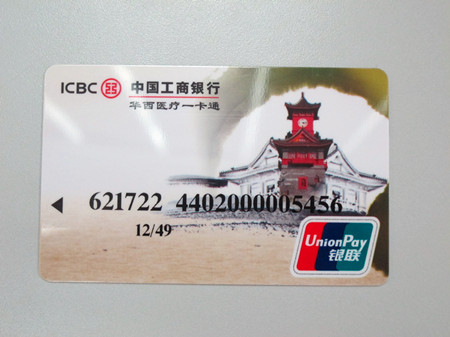 ICBC 中国工商银行
华西医疗一卡通
621722 4402000005456
12/49
UnionPay
银联